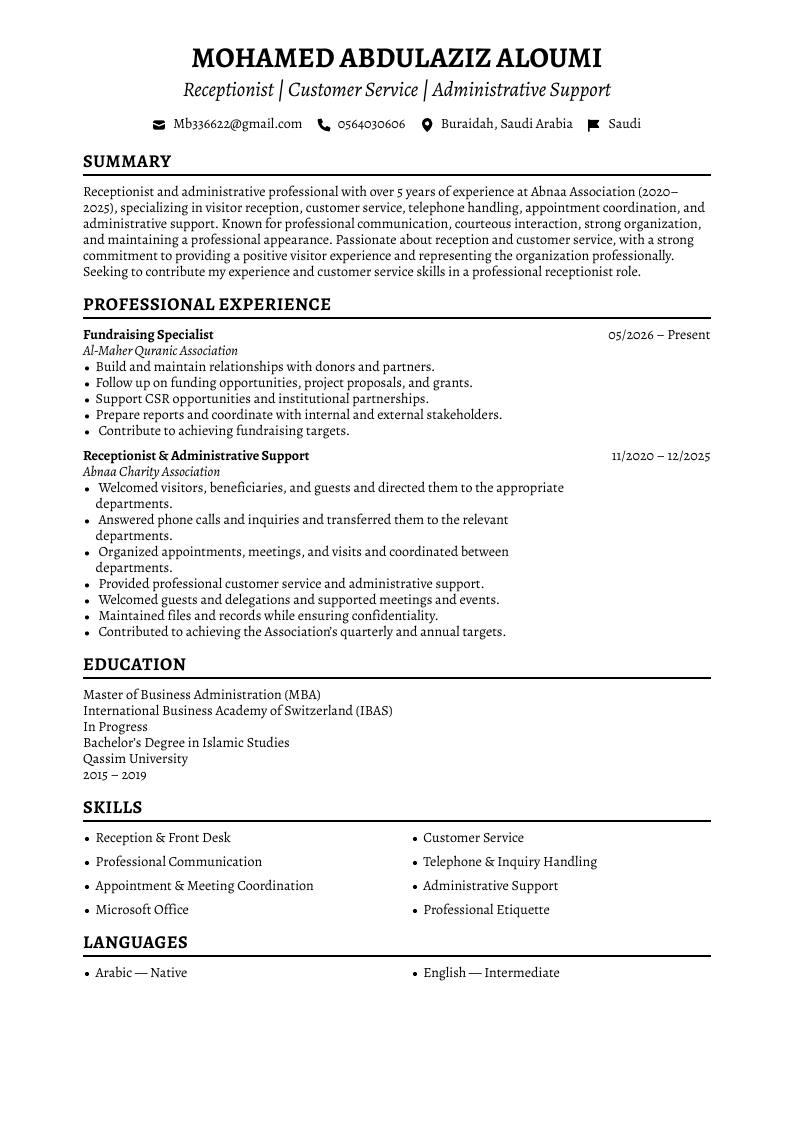 MOHAMED ABDULAZIZ ALOUMI
Receptionist | Customer Service | Administrative Support
Mb336622@gmail.com 0564030606 Buraidah, Saudi Arabia Saudi
SUMMARY
Receptionist and administrative professional with over 5 years of experience at Abnaa Association (2020–
2025), specializing in visitor reception, customer service, telephone handling, appointment coordination, and
administrative support. Known for professional communication, courteous interaction, strong organization,
and maintaining a professional appearance. Passionate about reception and customer service, with a strong
commitment to providing a positive visitor experience and representing the organization professionally.
Seeking to contribute my experience and customer service skills in a professional receptionist role.
PROFESSIONAL EXPERIENCE
Fundraising Specialist 05/2026 – Present
Al-Maher Quranic Association
• Build and maintain relationships with donors and partners.
• Follow up on funding opportunities, project proposals, and grants.
• Support CSR opportunities and institutional partnerships.
• Prepare reports and coordinate with internal and external stakeholders.
• Contribute to achieving fundraising targets.
Receptionist & Administrative Support 11/2020 – 12/2025
Abnaa Charity Association
• Welcomed visitors, beneficiaries, and guests and directed them to the appropriate
departments.
• Answered phone calls and inquiries and transferred them to the relevant
departments.
• Organized appointments, meetings, and visits and coordinated between
departments.
• Provided professional customer service and administrative support.
• Welcomed guests and delegations and supported meetings and events.
• Maintained files and records while ensuring confidentiality.
• Contributed to achieving the Association's quarterly and annual targets.
EDUCATION
Master of Business Administration (MBA)
International Business Academy of Switzerland (IBAS)
In Progress
Bachelor's Degree in Islamic Studies
Qassim University
2015 – 2019
SKILLS
• Reception & Front Desk • Customer Service
• Professional Communication • Telephone & Inquiry Handling
• Appointment & Meeting Coordination • Administrative Support
• Microsoft Office • Professional Etiquette
LANGUAGES
• Arabic — Native • English — Intermediate